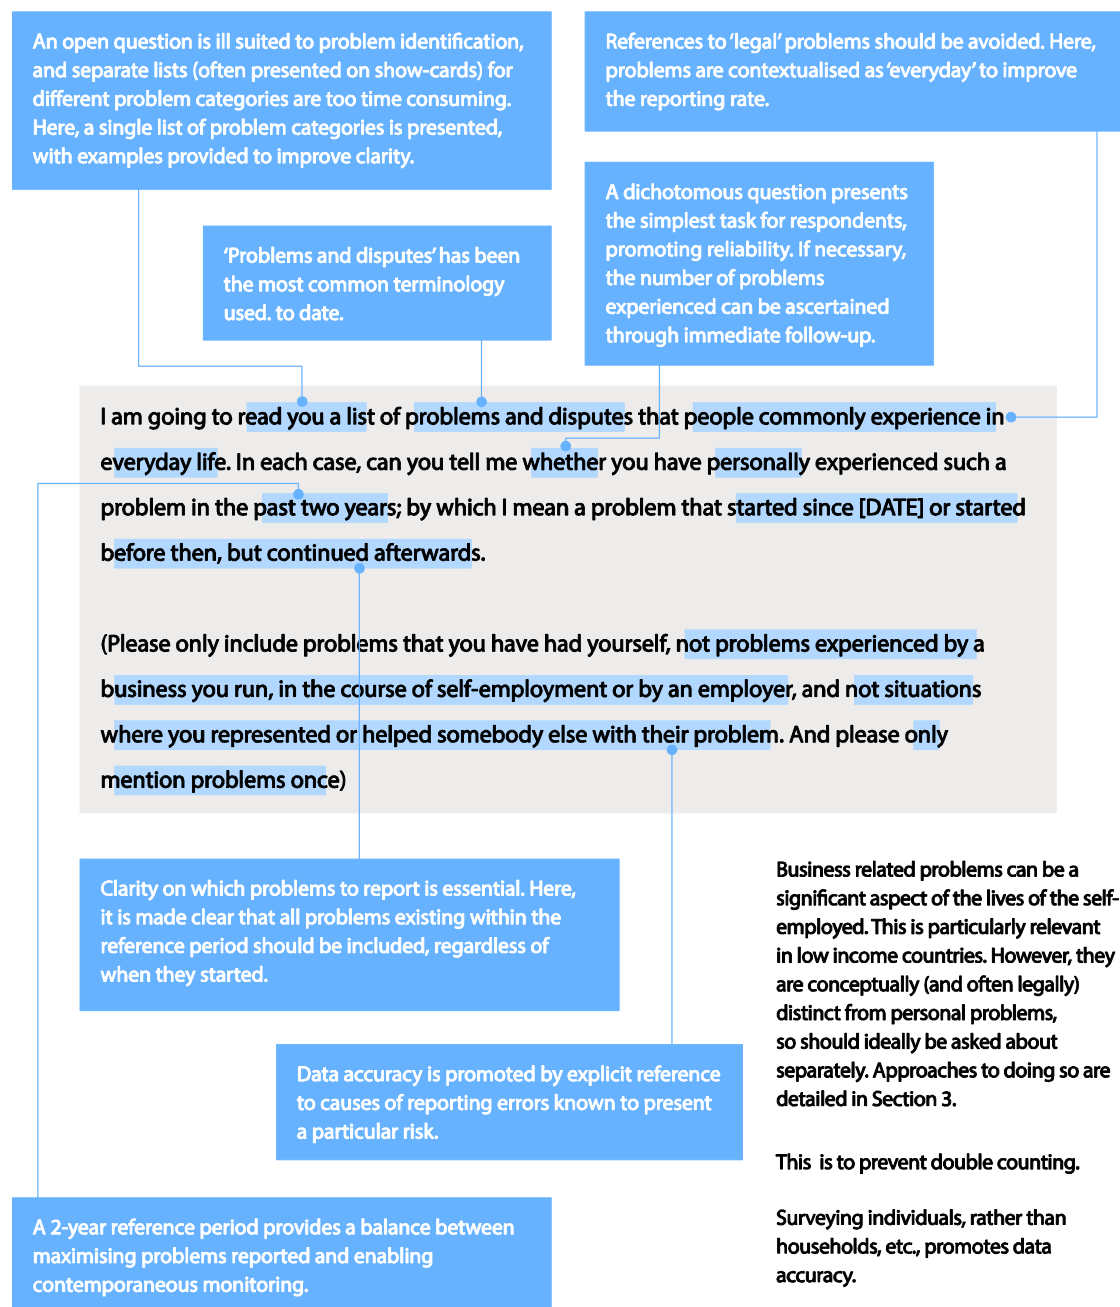 An open question is ill suited to problem identification,
and separate lists (often presented on show-cards) for
different problem categories are too time consuming.
Here, a single list of problem categories is presented,
with examples provided to improve clarity.
References to ‘legal’ problems should be avoided. Here,
problems are contextualised as ‘everyday’ to improve
the reporting rate.
A dichotomous question presents
the simplest task for respondents,
promoting reliability. If necessary,
the number of problems
experienced can be ascertained
through immediate follow-up.
‘Problems and disputes’ has been
the most common terminology
used. to date.
I am going to read you a list of problems and disputes that people commonly experience in
everyday life. In each case, can you tell me whether you have personally experienced such a
problem in the past two years; by which I mean a problem that started since [DATE] or started
before then, but continued afterwards.
(Please only include problems that you have had yourself, not problems experienced by a
business you run, in the course of self-employment or by an employer, and not situations
where you represented or helped somebody else with their problem. And please only
mention problems once)
Clarity on which problems to report is essential. Here,
it is made clear that all problems existing within the
reference period should be included, regardless of
when they started.
Data accuracy is promoted by explicit reference
to causes of reporting errors known to present
a particular risk.
A 2-year reference period provides a balance between
maximising problems reported and enabling
contemporaneous monitoring.
Business related problems can be a
significant aspect of the lives of the self-
employed. This is particularly relevant
in low income countries. However, they
are conceptually (and often legally)
distinct from personal problems,
so should ideally be asked about
separately. Approaches to doing so are
detailed in Section 3.
This is to prevent double counting.
Surveying individuals, rather than
households, etc., promotes data
accuracy.